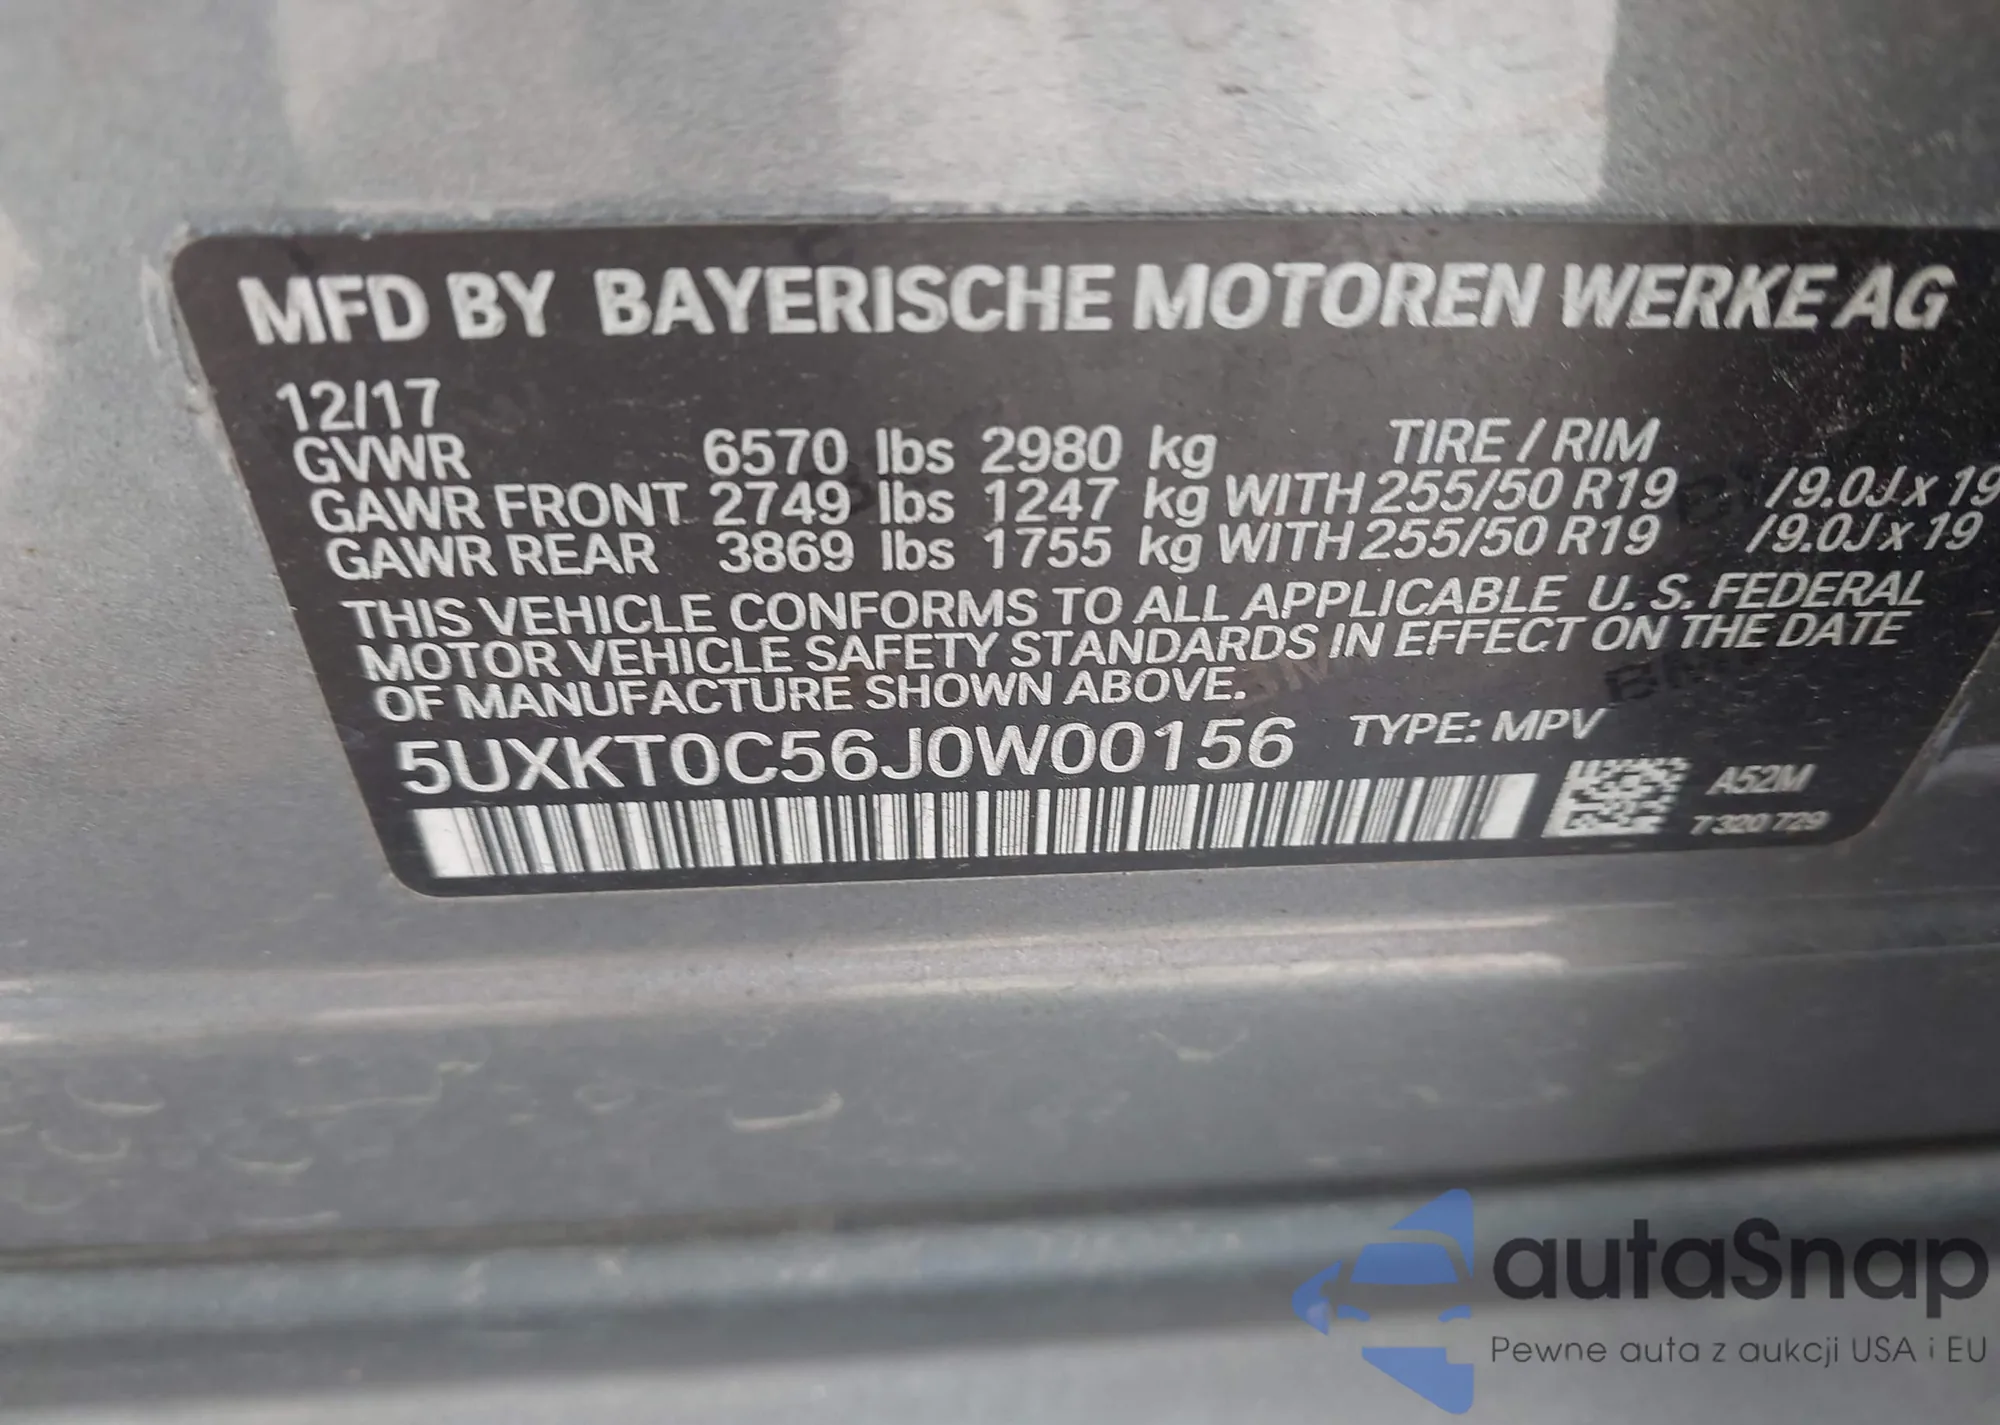 MFD BY BAYERISCHE MOTOREN WERKE AG
12/17
GVWR 6570 lbs 2980 kg TIRE / RIM
GAWR FRONT 2749 lbs 1247 kg WITH 255/50 R19 /9.0J x 19
GAWR REAR 3869 lbs 1755 kg WITH 255/50 R19 /9.0J x 19
THIS VEHICLE CONFORMS TO ALL APPLICABLE U. S. FEDERAL
MOTOR VEHICLE SAFETY STANDARDS IN EFFECT ON THE DATE
OF MANUFACTURE SHOWN ABOVE.
5UXKT0C56J0W00156 TYPE: MPV
A52M
7 320 729
autaSnap
Pewne auta z aukcji USA i EU